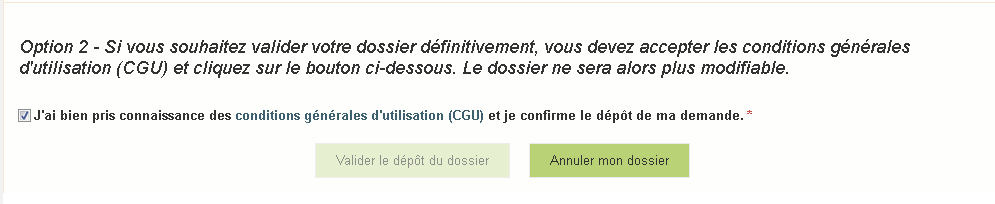 Option 2 - Si vous souhaitez valider votre dossier définitivement, vous devez accepter les conditions générales
d'utilisation (CGU) et cliquez sur le bouton ci-dessous. Le dossier ne sera alors plus modifiable.
J'ai bien pris connaissance des conditions générales d'utilisation (CGU) et je confirme le dépôt de ma demande. *
Valider le dépôt du dossier Annuler mon dossier